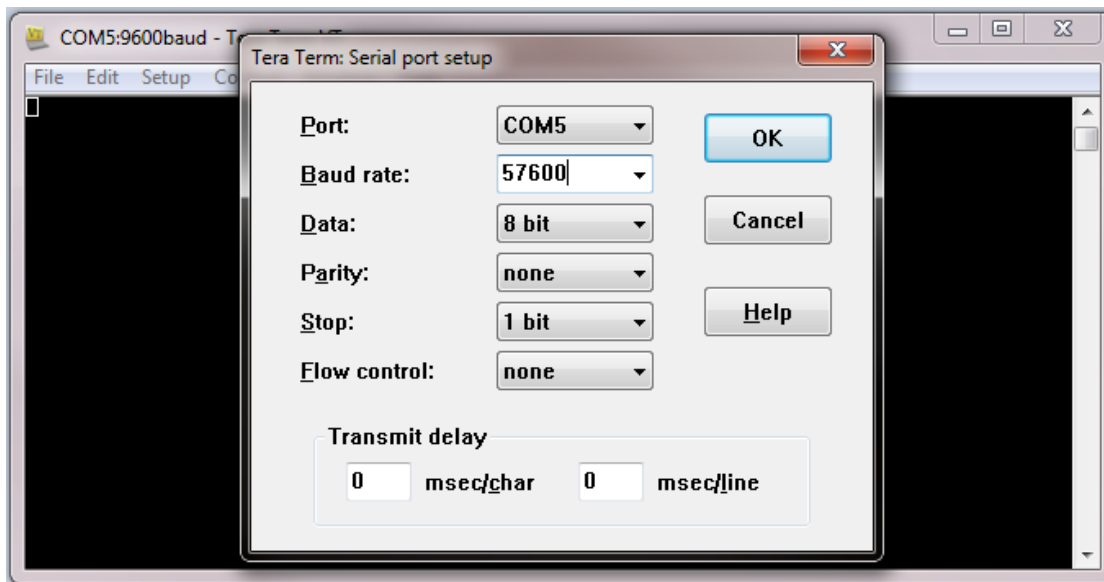 COM5:9600baud - Te
File Edit Setup Co
Tera Term: Serial port setup
Port: COM5
OK
Baud rate: 57600
Data: 8 bit
Cancel
Parity: none
Stop: 1 bit
Help
Flow control: none
Transmit delay
0 msec/char 0 msec/line